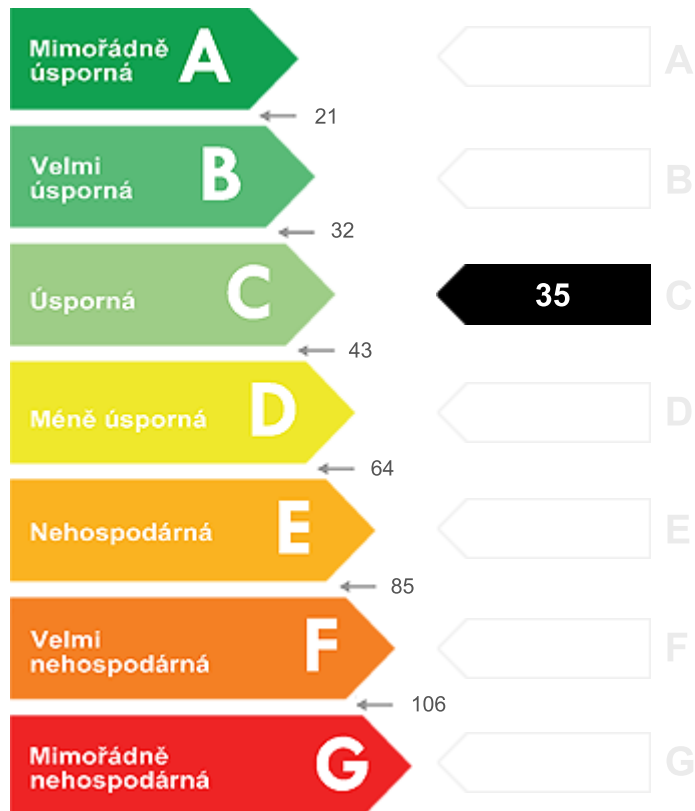 Mimořádně
úsporná A
A
21
Velmi
úsporná B
B
32
Úsporná C
35 C
43
Méně úsporná D
D
64
Nehospodárná E
E
85
Velmi
nehospodárná F
F
106
Mimořádně
nehospodárná G
G